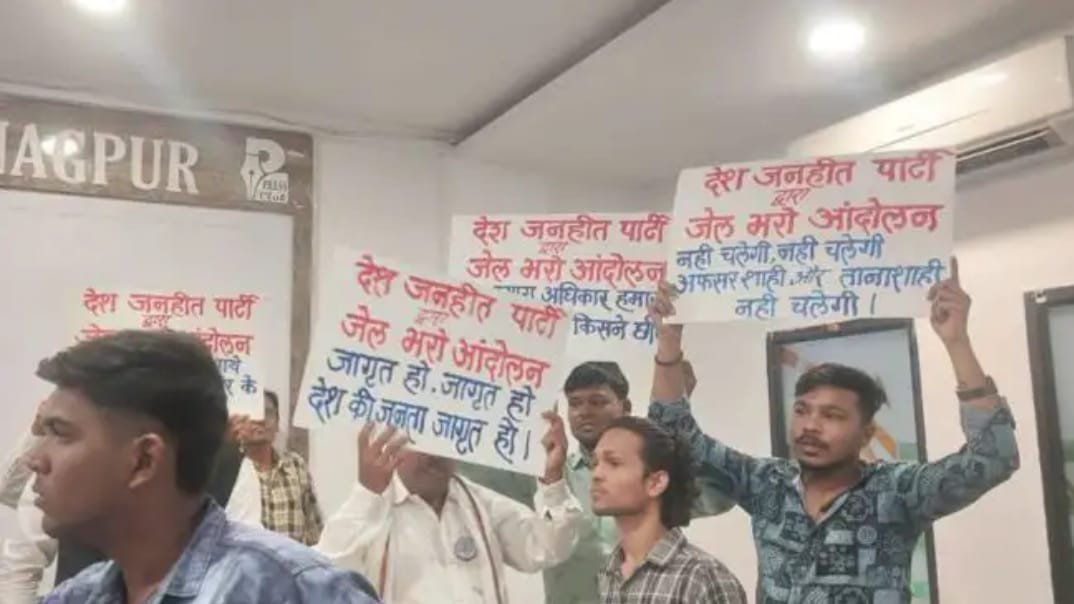 NAGPUR
PRESS
CLUB
देश जनहीत पार्टी
द्वारा
जेल भरो आंदोलन
नही चलेगी, नही चलेगी
अफसर शाही और तानाशाही
नही चलेगी।
देश जनहीत पार्टी
द्वारा
जेल भरो आंदोलन
अधिकार हमा
किसने छी
देश जनहीत पार्टी
द्वारा
जेल भरो आंदोलन
जागृत हो, जागृत हो
देश की जनता जागृत हो।
देश जनहीत पार्टी
द्वारा
आंदोलन
के